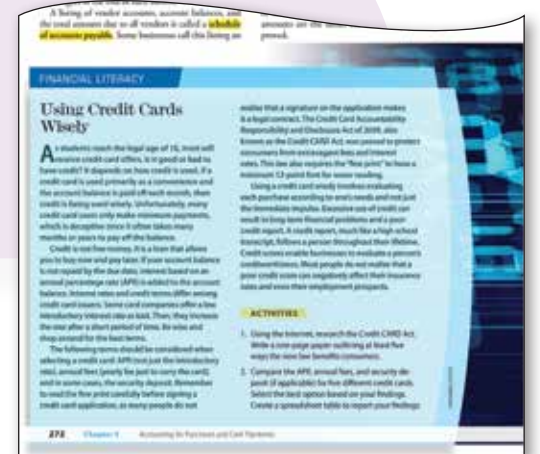 A listing of vendor accounts, account balances, and
the total amount due to all vendors is called a schedule
of accounts payable. Some businesses call this listing an
amounts on the
proved.
FINANCIAL LITERACY
Using Credit Cards
Wisely
As students reach the legal age of 18, most will
receive credit card offers. Is it good or bad to
have credit? It depends on how credit is used. If a
credit card is used primarily as a convenience and
the account balance is paid off each month, then
credit is being used wisely. Unfortunately, many
credit card users only make minimum payments,
which is deceptive since it often takes many
months or years to pay off the balance.
Credit is not free money. It is a loan that allows
you to buy now and pay later. If your account balance
is not repaid by the due date, interest based on an
annual percentage rate (APR) is added to the account
balance. Interest rates and credit terms differ among
credit card issuers. Some card companies offer a low
introductory interest rate as bait. Then, they increase
the rate after a short period of time. Be wise and
shop around for the best terms.
The following terms should be considered when
selecting a credit card: APR (not just the introductory
rate), annual fees (yearly fee just to carry the card),
and in some cases, the security deposit. Remember
to read the fine print carefully before signing a
credit card application, as many people do not
realize that a signature on the application makes
it a legal contract. The Credit Card Accountability
Responsibility and Disclosure Act of 2009, also
known as the Credit CARD Act, was passed to protect
consumers from extravagant fees and interest
rates. This law also requires the "fine print" to have a
minimum 12-point font for easier reading.
Using a credit card wisely involves evaluating
each purchase according to one's needs and not just
the immediate impulse. Excessive use of credit can
result in long-term financial problems and a poor
credit report. A credit report, much like a high school
transcript, follows a person throughout their lifetime.
Credit scores enable businesses to evaluate a person's
creditworthiness. Most people do not realize that a
poor credit score can negatively affect their insurance
rates and even their employment prospects.
ACTIVITIES
1. Using the Internet, research the Credit CARD Act.
Write a one-page paper outlining at least five
ways the new law benefits consumers.
2. Compare the APR, annual fees, and security de-
posit (if applicable) for five different credit cards.
Select the best option based on your findings.
Create a spreadsheet table to report your findings.
272 Chapter 9 Accounting for Purchases and Cash Payments